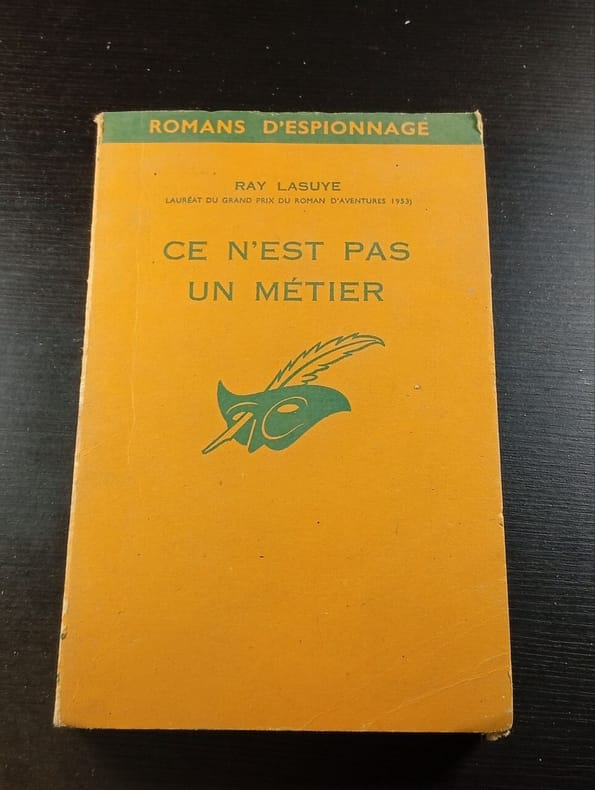 ROMANS D'ESPIONNAGE
RAY LASUYE
LAURÉAT DU GRAND PRIX DU ROMAN D'AVENTURES 1953)
CE N'EST PAS
UN MÉTIER